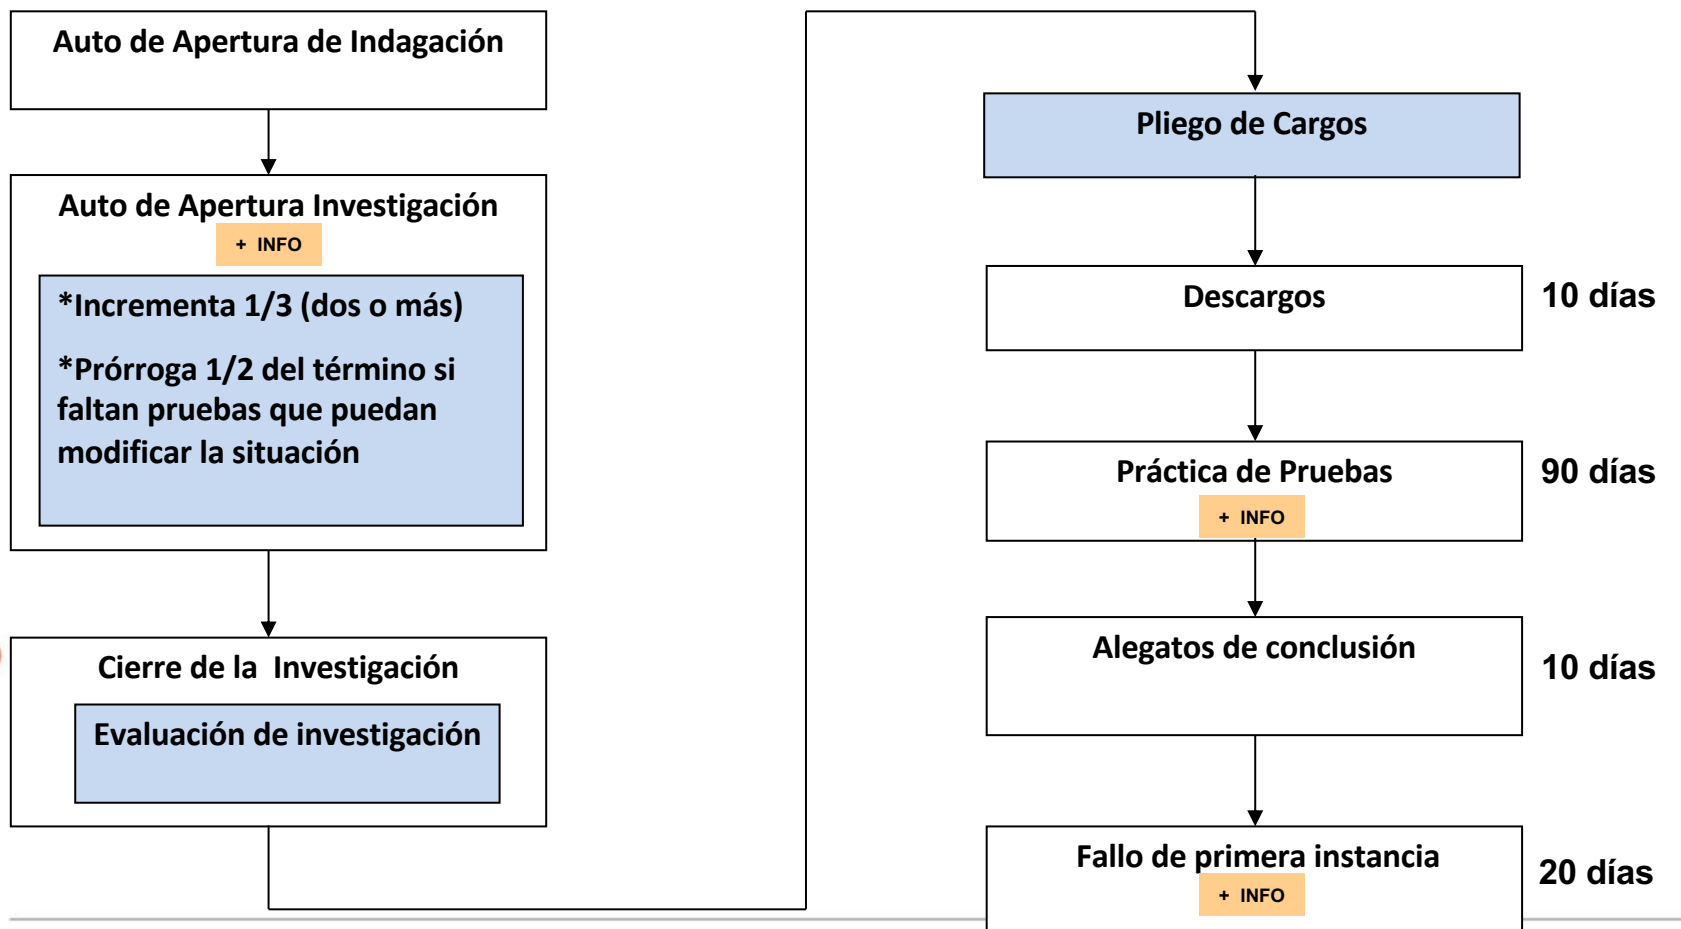 Auto de Apertura de Indagación
Auto de Apertura Investigación
+ INFO
*Incrementa 1/3 (dos o más)
*Prórroga 1/2 del término si
faltan pruebas que puedan
modificar la situación
Cierre de la Investigación
Evaluación de investigación
Pliego de Cargos
Descargos
10 días
Práctica de Pruebas
90 días
+ INFO
Alegatos de conclusión
10 días
Fallo de primera instancia
20 días
+ INFO